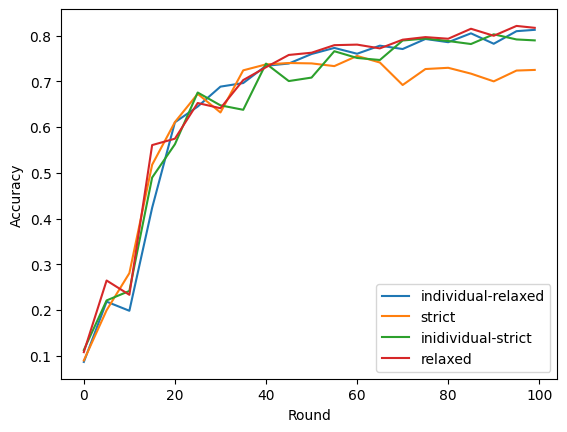 0.8
0.7
0.6
0.5
0.4
0.3
0.2
0.1
Accuracy
0 20 40 60 80 100
Round
individual-relaxed
strict
inidividual-strict
relaxed